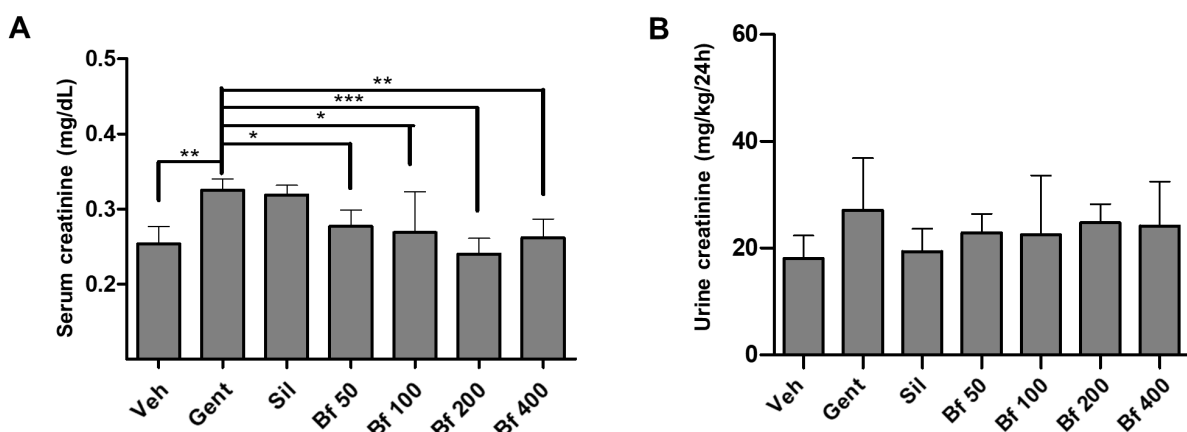 A
Serum creatinine (mg/dL)
0.5
0.4
0.3
0.2
**
***
*
*
**
Veh
Gent
Sil
Bf 50
Bf 100
Bf 200
Bf 400
B
Urine creatinine (mg/kg/24h)
60
40
20
0
Veh
Gent
Sil
Bf 50
Bf 100
Bf 200
Bf 400